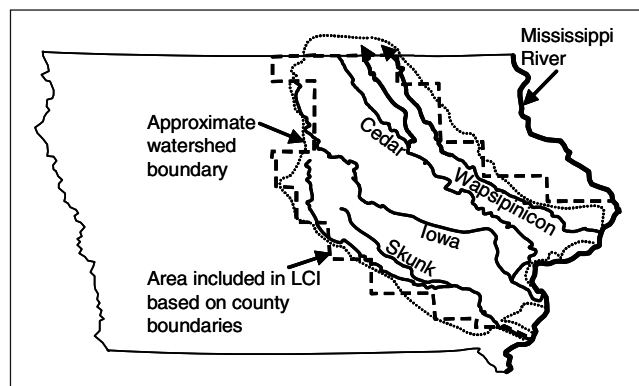 Mississippi
River
Approximate
watershed
boundary
Cedar
Wapsipinicon
Iowa
Skunk
Area included in LCI
based on county
boundaries